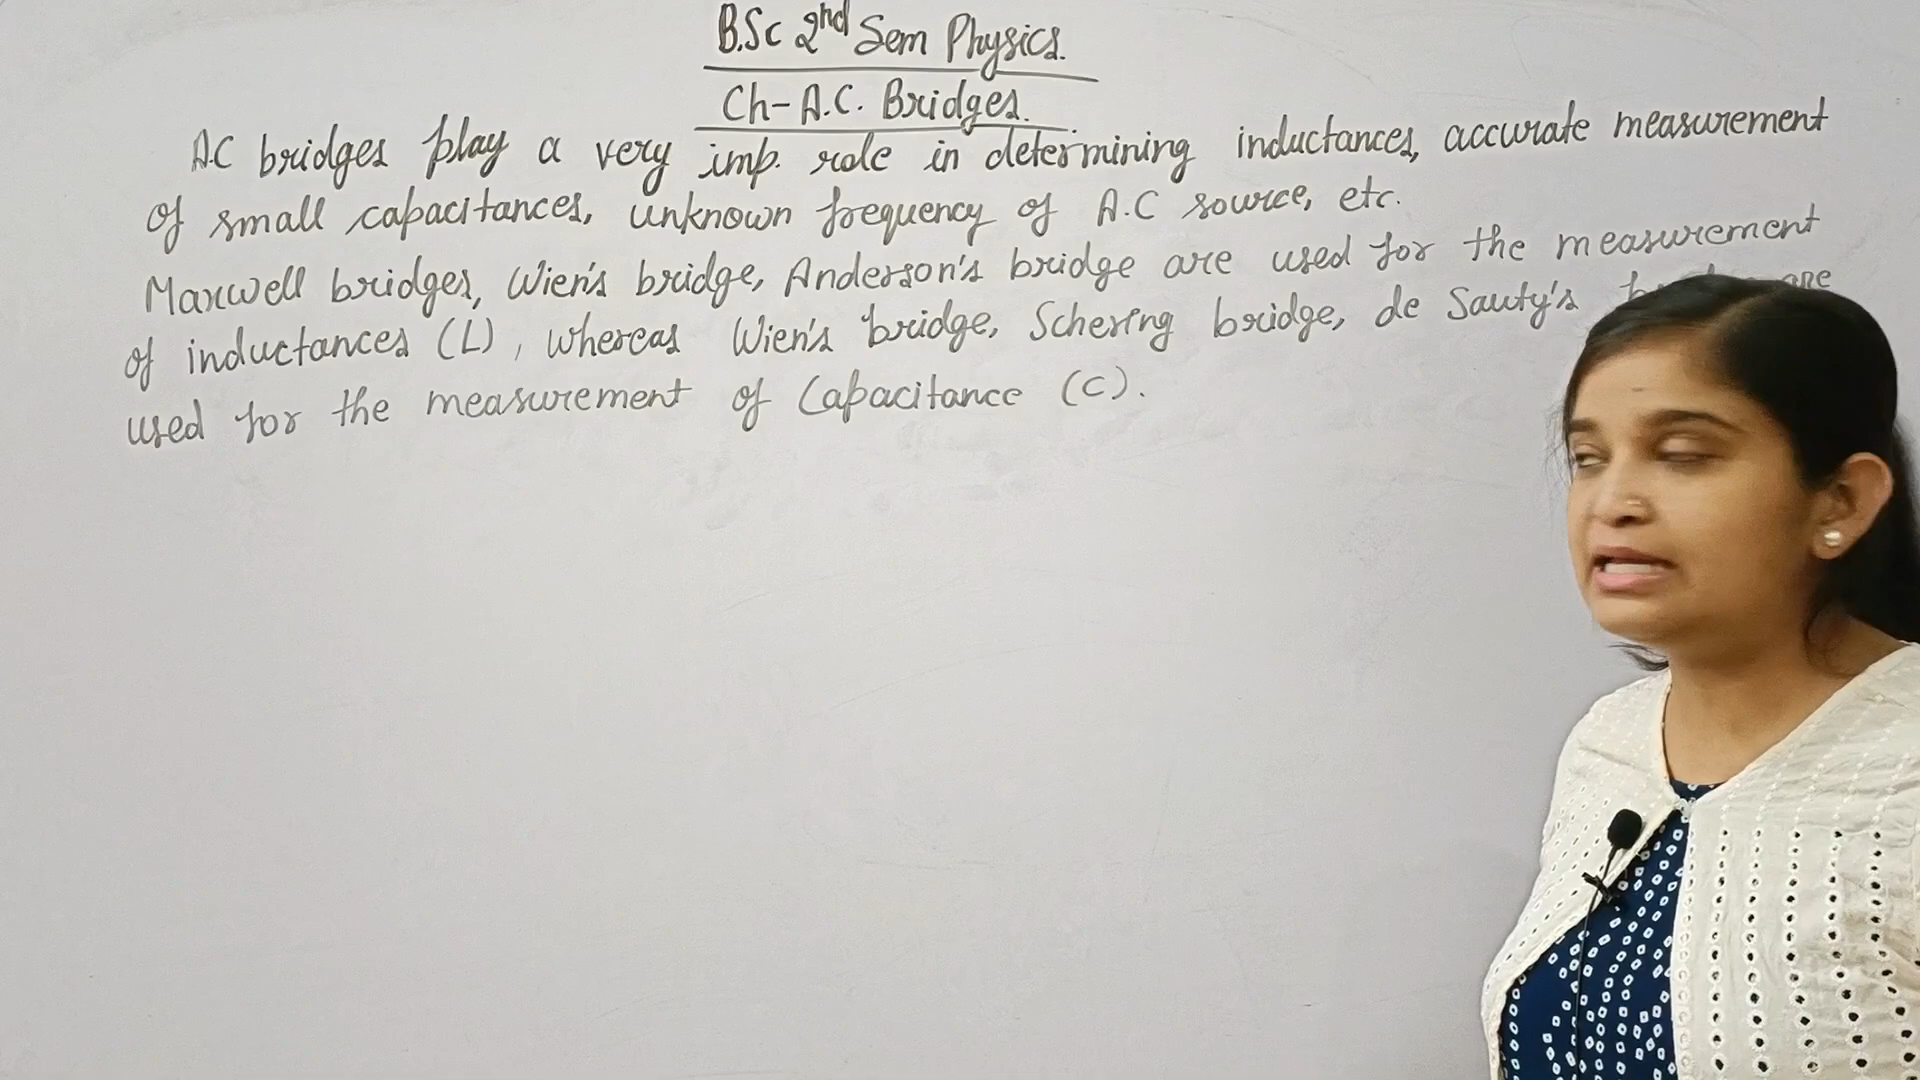 B.Sc 2nd Sem Physics.
Ch- A.C. Bridges.
A.C bridges play a very imp. role in determining inductances, accurate measurement
of small capacitances, unknown frequency of A.C source, etc.
Maxwell bridges, Wien's bridge, Anderson's bridge are used for the measurement
of inductances (L), whereas Wien's bridge, Schering bridge, de Sauty's are
used for the measurement of Capacitance (C).